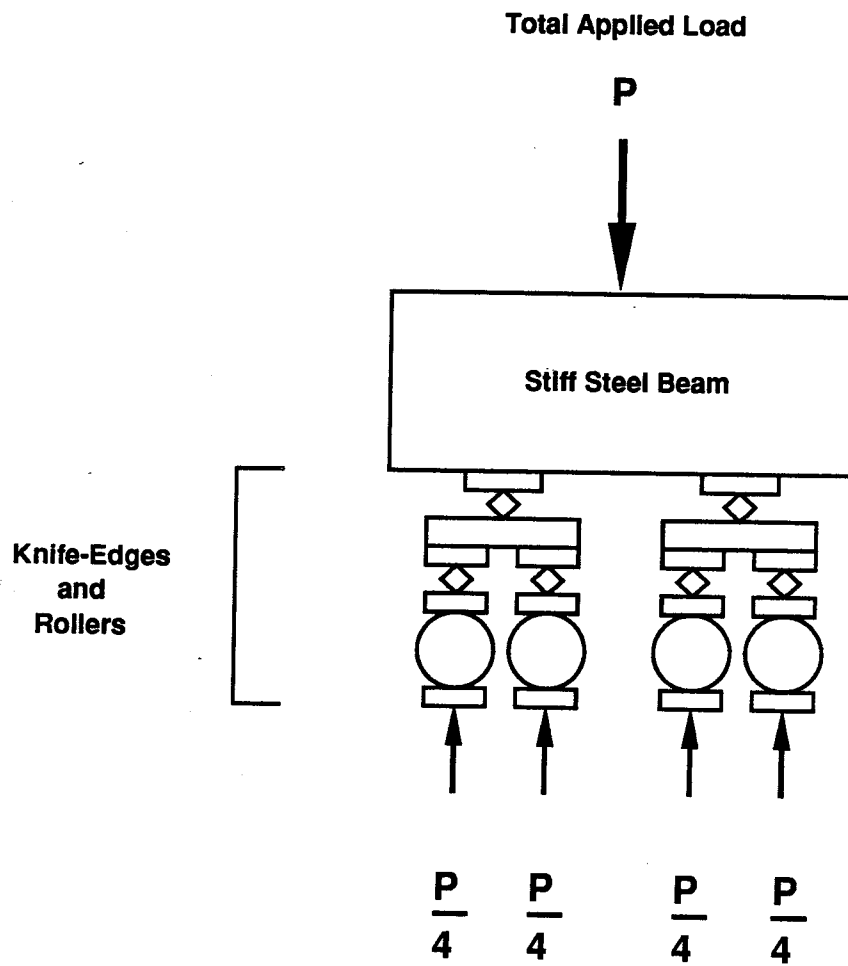 Total Applied Load
P
Stiff Steel Beam
Knife-Edges
and
Rollers
P P P P
4 4 4 4